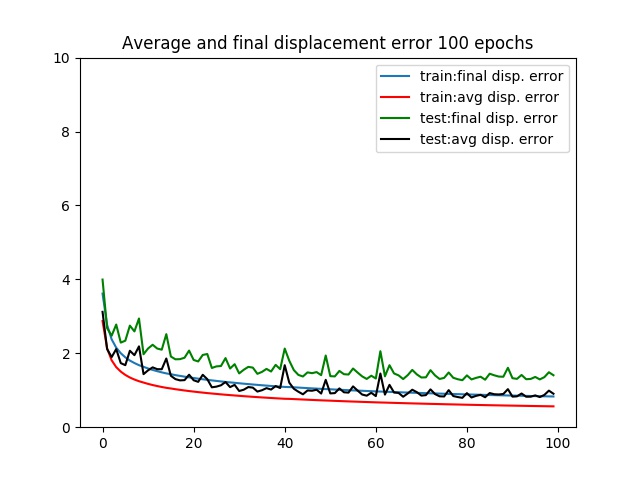 Average and final displacement error 100 epochs
train:final disp. error
train:avg disp. error
test:final disp. error
test:avg disp. error
10
8
6
4
2
0
0 20 40 60 80 100